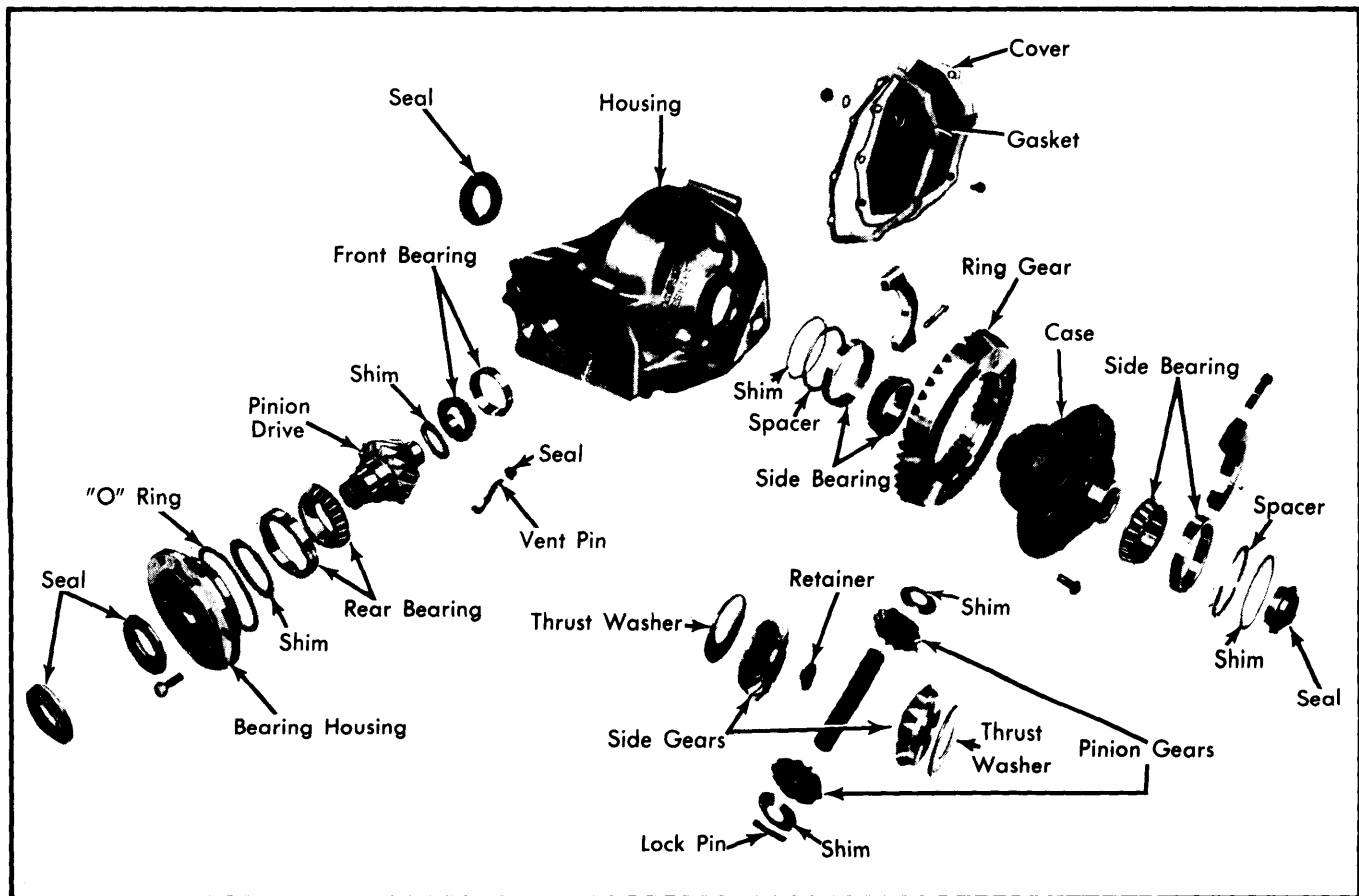 Cover
Seal
Housing
Gasket
Front Bearing
Ring Gear
Case
Shim
Side Bearing
Shim
Pinion
Drive
Spacer
Seal
Side Bearing
"O" Ring
Spacer
Vent Pin
Seal
Retainer
Rear Bearing
Shim
Thrust Washer
Shim
Shim
Seal
Bearing Housing
Side Gears
Thrust
Washer
Pinion Gears
Lock Pin
Shim